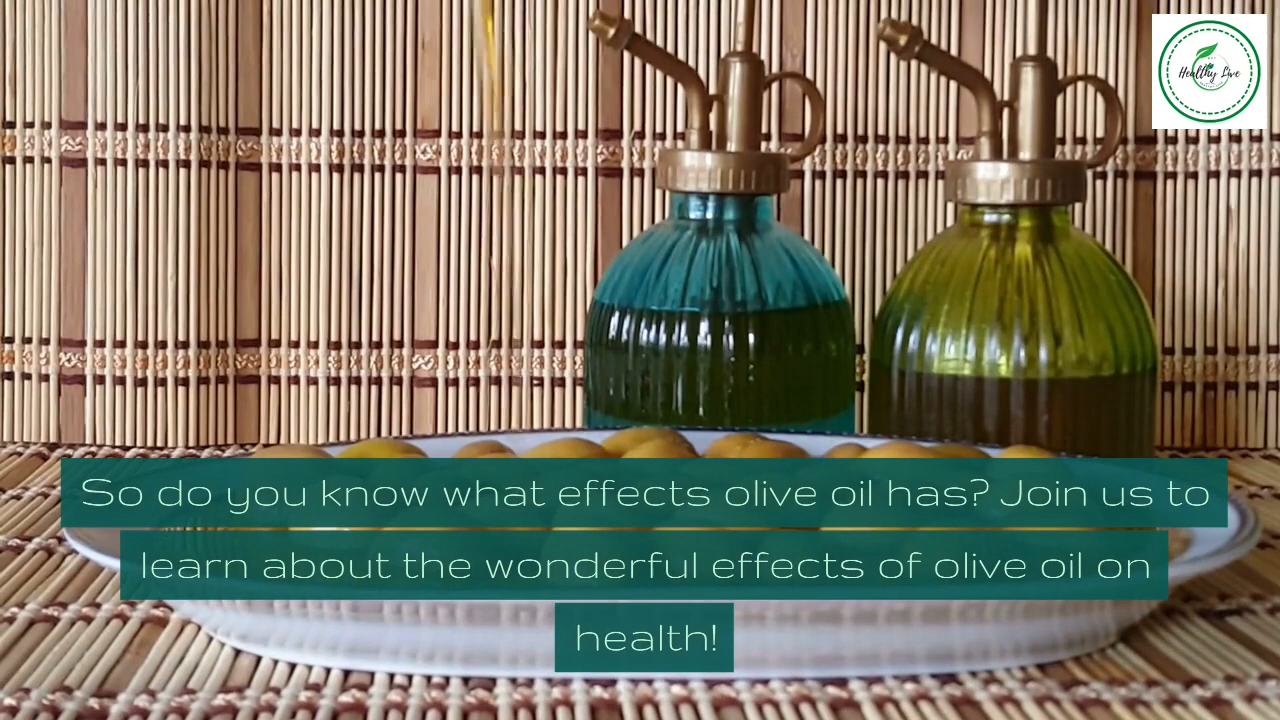 Healthy Live
So do you know what effects olive oil has? Join us to
learn about the wonderful effects of olive oil on
health!